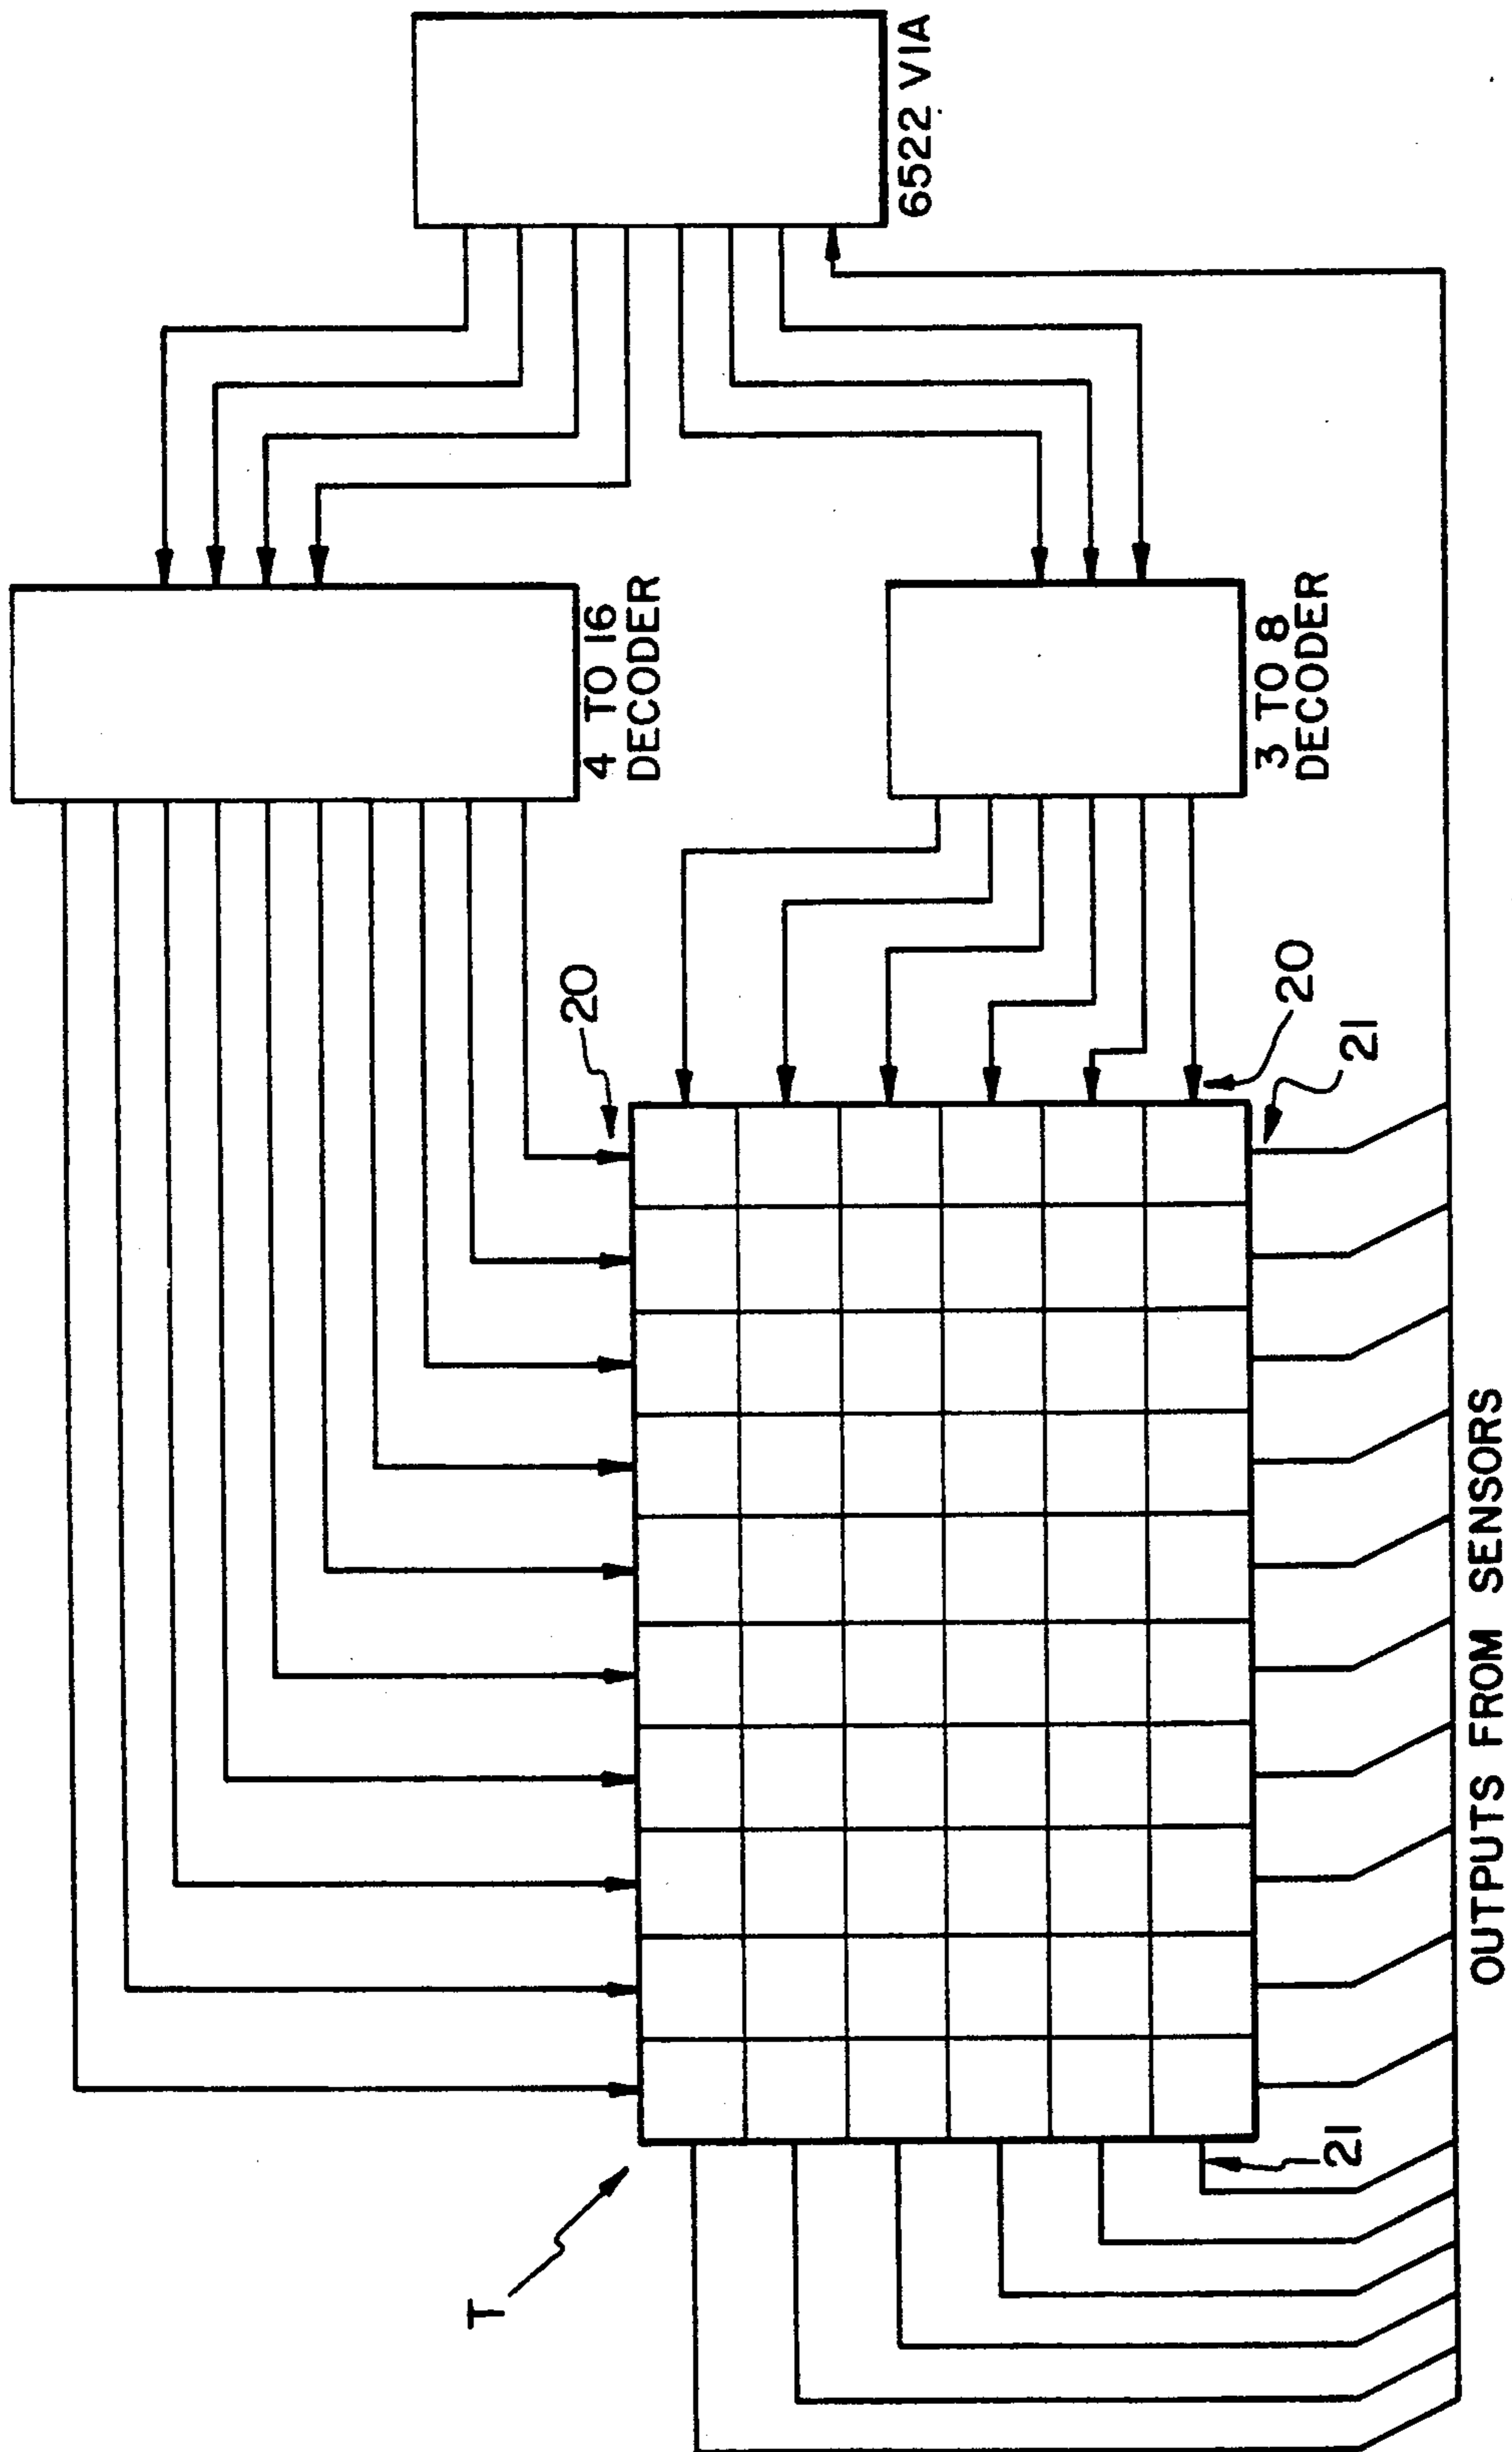 6522 VIA
4 TO 16
DECODER
3 TO 8
DECODER
20
20
21
21
T
OUTPUTS FROM SENSORS